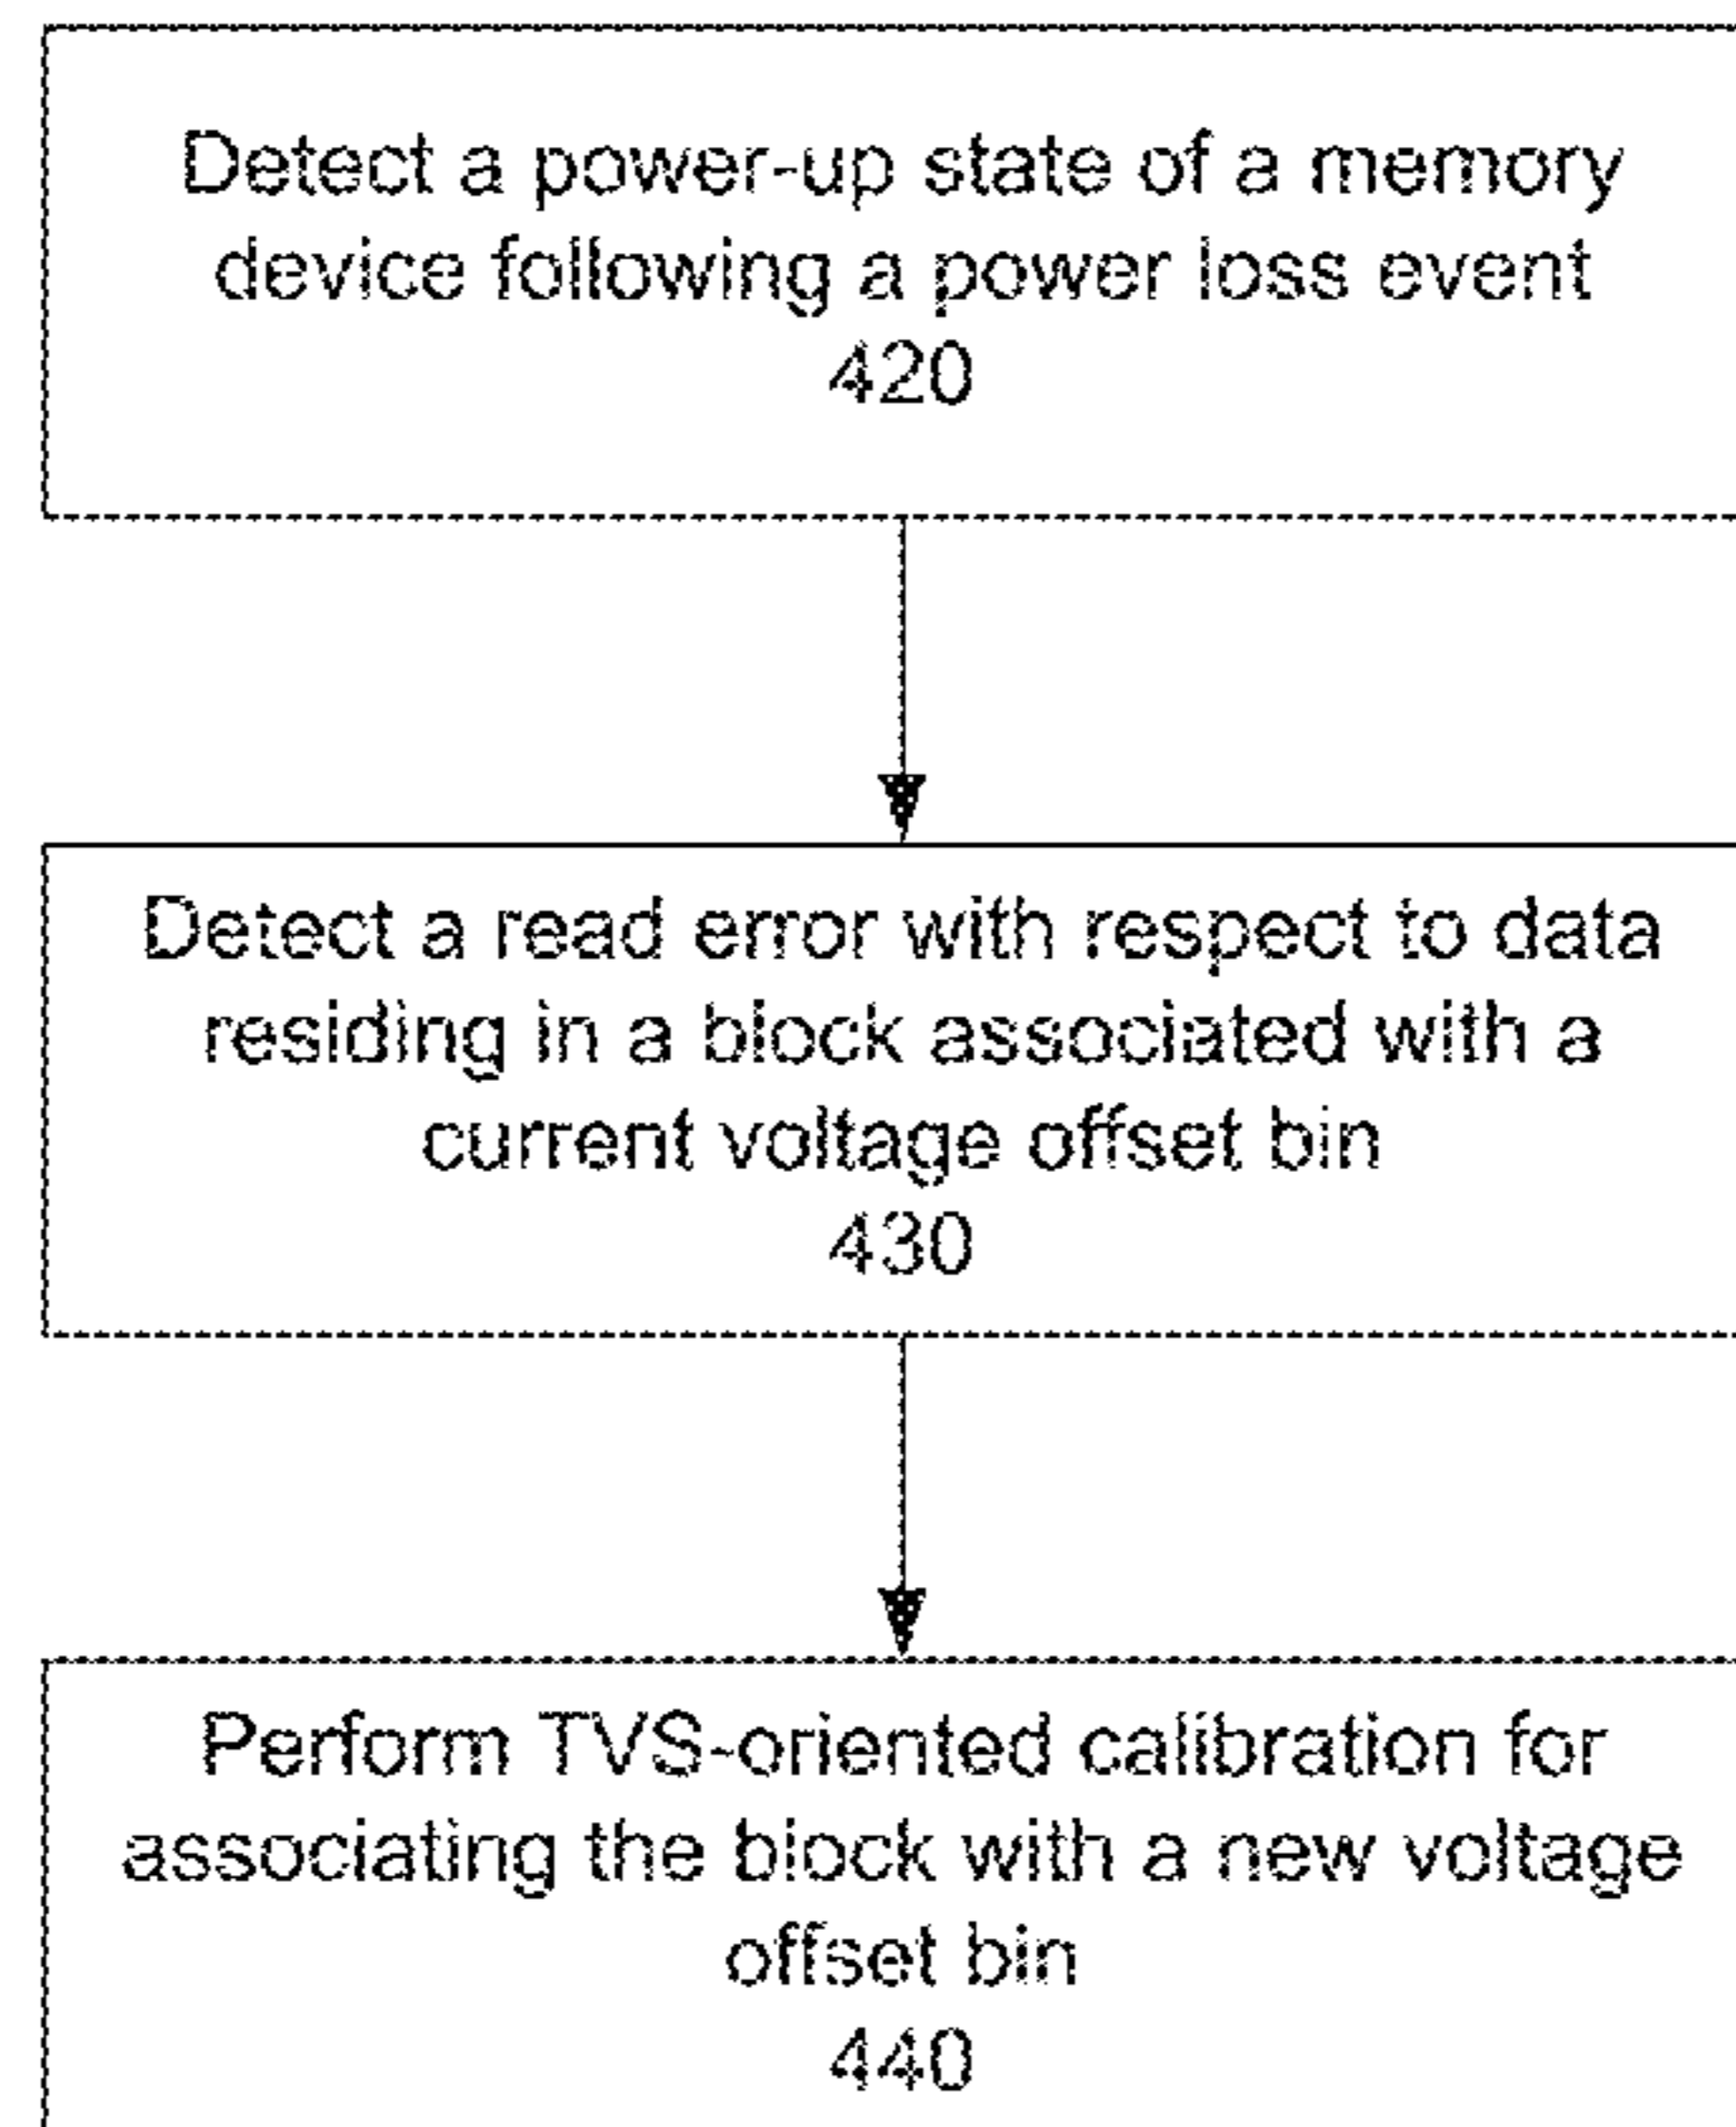 Detect a power-up state of a memory
device following a power loss event
420
Detect a read error with respect to data
residing in a block associated with a
current voltage offset bin
430
Perform TVS-oriented calibration for
associating the block with a new voltage
offset bin
440